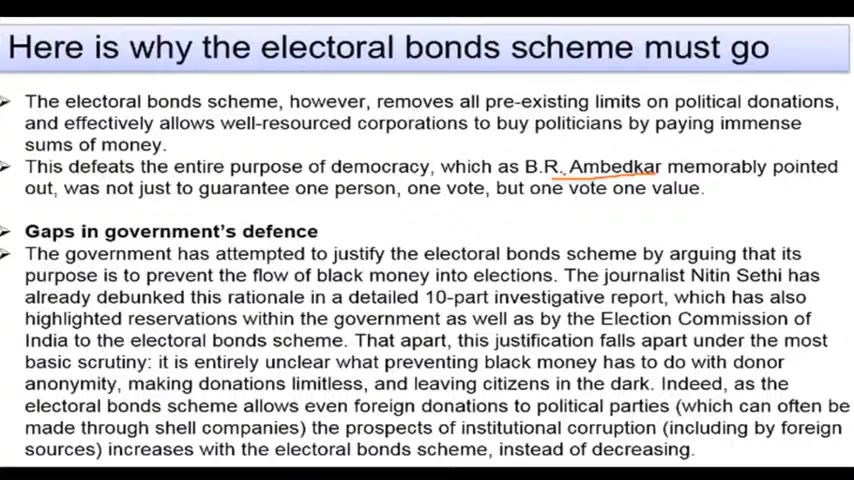 Here is why the electoral bonds scheme must go
The electoral bonds scheme, however, removes all pre-existing limits on political donations,
and effectively allows well-resourced corporations to buy politicians by paying immense
sums of money.
This defeats the entire purpose of democracy, which as B.R. Ambedkar memorably pointed
out, was not just to guarantee one person, one vote, but one vote one value.
Gaps in government's defence
The government has attempted to justify the electoral bonds scheme by arguing that its
purpose is to prevent the flow of black money into elections. The journalist Nitin Sethi has
already debunked this rationale in a detailed 10-part investigative report, which has also
highlighted reservations within the government as well as by the Election Commission of
India to the electoral bonds scheme. That apart, this justification falls apart under the most
basic scrutiny: it is entirely unclear what preventing black money has to do with donor
anonymity, making donations limitless, and leaving citizens in the dark. Indeed, as the
electoral bonds scheme allows even foreign donations to political parties (which can often be
made through shell companies) the prospects of institutional corruption (including by foreign
sources) increases with the electoral bonds scheme, instead of decreasing.